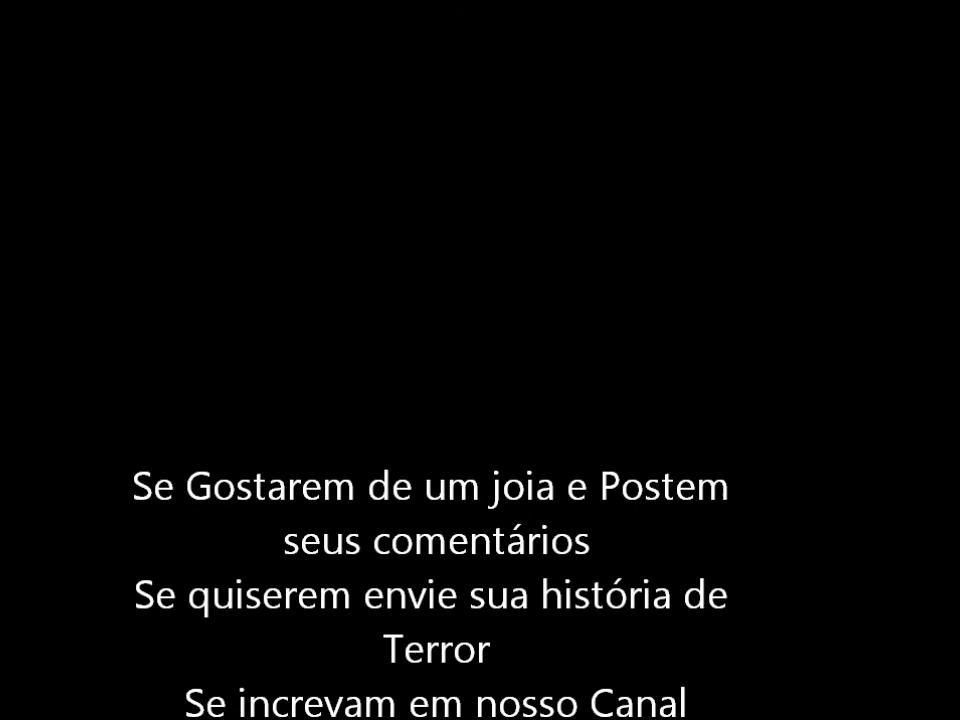 Se Gostarem de um joia e Postem
seus comentários
Se quiserem envie sua história de
Terror
Se increvam em nosso Canal